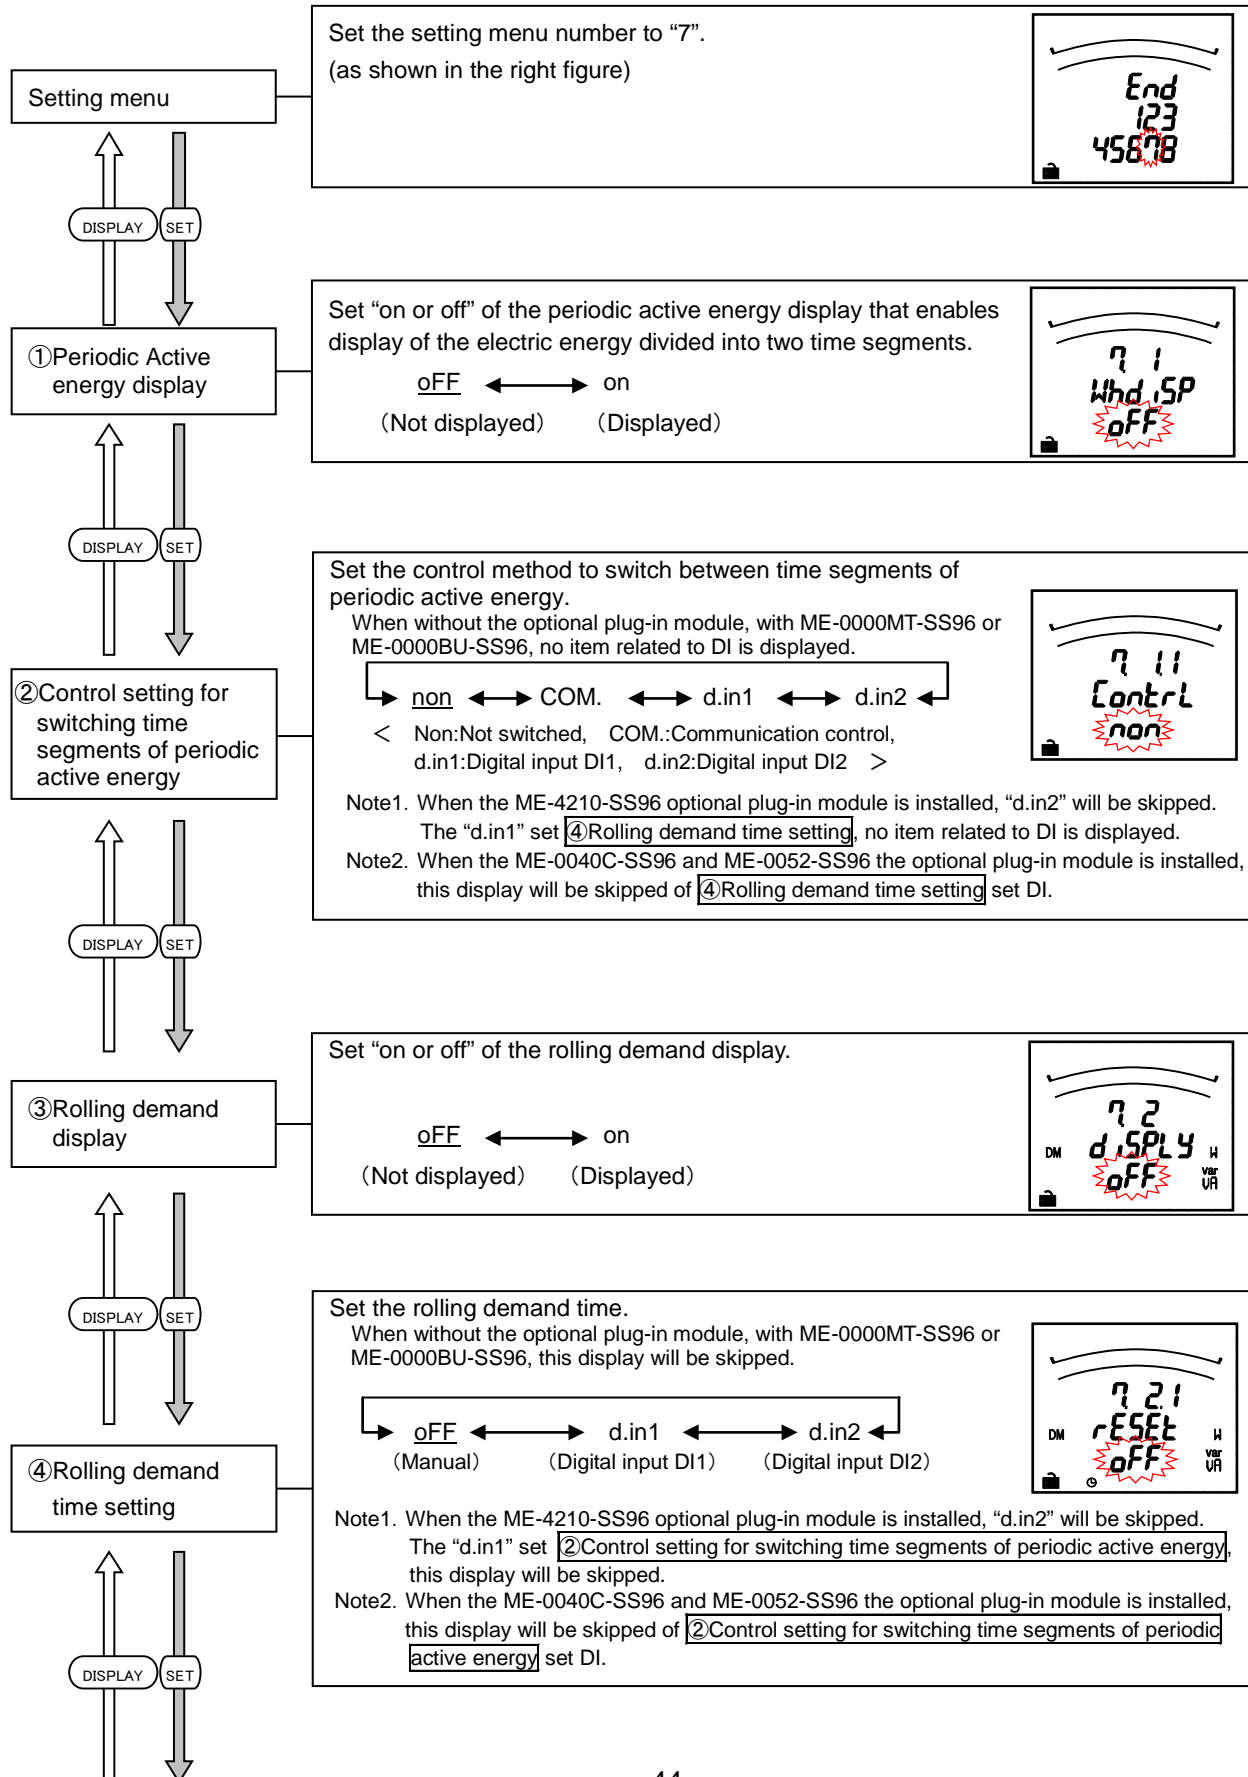 Set the setting menu number to “7”.
(as shown in the right figure)
Setting menu
End
123
45678
DISPLAY SET
Set “on or off” of the periodic active energy display that enables
display of the electric energy divided into two time segments.
oFF on
(Not displayed) (Displayed)
①Periodic Active
energy display
7. 1
WhdiSP
oFF
DISPLAY SET
Set the control method to switch between time segments of
periodic active energy.
When without the optional plug-in module, with ME-0000MT-SS96 or
ME-0000BU-SS96, no item related to DI is displayed.
non COM. d.in1 d.in2
< Non:Not switched, COM.:Communication control,
d.in1:Digital input DI1, d.in2:Digital input DI2 >
Note1. When the ME-4210-SS96 optional plug-in module is installed, “d.in2” will be skipped.
The “d.in1” set ④Rolling demand time setting, no item related to DI is displayed.
Note2. When the ME-0040C-SS96 and ME-0052-SS96 the optional plug-in module is installed,
this display will be skipped of ④Rolling demand time setting set DI.
②Control setting for
switching time
segments of periodic
active energy
7. 1.1
ContrL
non
DISPLAY SET
Set “on or off” of the rolling demand display.
oFF on
(Not displayed) (Displayed)
③Rolling demand
display
7. 2
DM diSPLY W
oFF var
VA
DISPLAY SET
Set the rolling demand time.
When without the optional plug-in module, with ME-0000MT-SS96 or
ME-0000BU-SS96, this display will be skipped.
oFF d.in1 d.in2
(Manual) (Digital input DI1) (Digital input DI2)
Note1. When the ME-4210-SS96 optional plug-in module is installed, “d.in2” will be skipped.
The “d.in1” set ②Control setting for switching time segments of periodic active energy,
this display will be skipped.
Note2. When the ME-0040C-SS96 and ME-0052-SS96 the optional plug-in module is installed,
this display will be skipped of ②Control setting for switching time segments of periodic
active energy set DI.
④Rolling demand
time setting
7. 2.1
DM rESEt W
oFF var
VA
DISPLAY SET